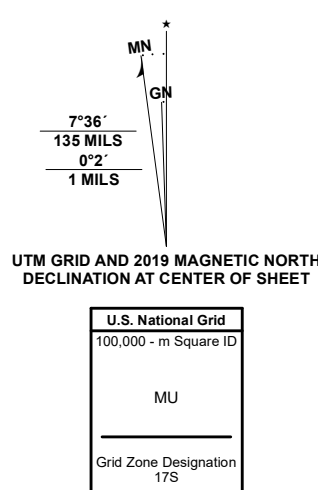 MN
GN
7°36´
135 MILS
0°2´
1 MILS
UTM GRID AND 2019 MAGNETIC NORTH
DECLINATION AT CENTER OF SHEET
U.S. National Grid
100,000 - m Square ID
MU
Grid Zone Designation
17S